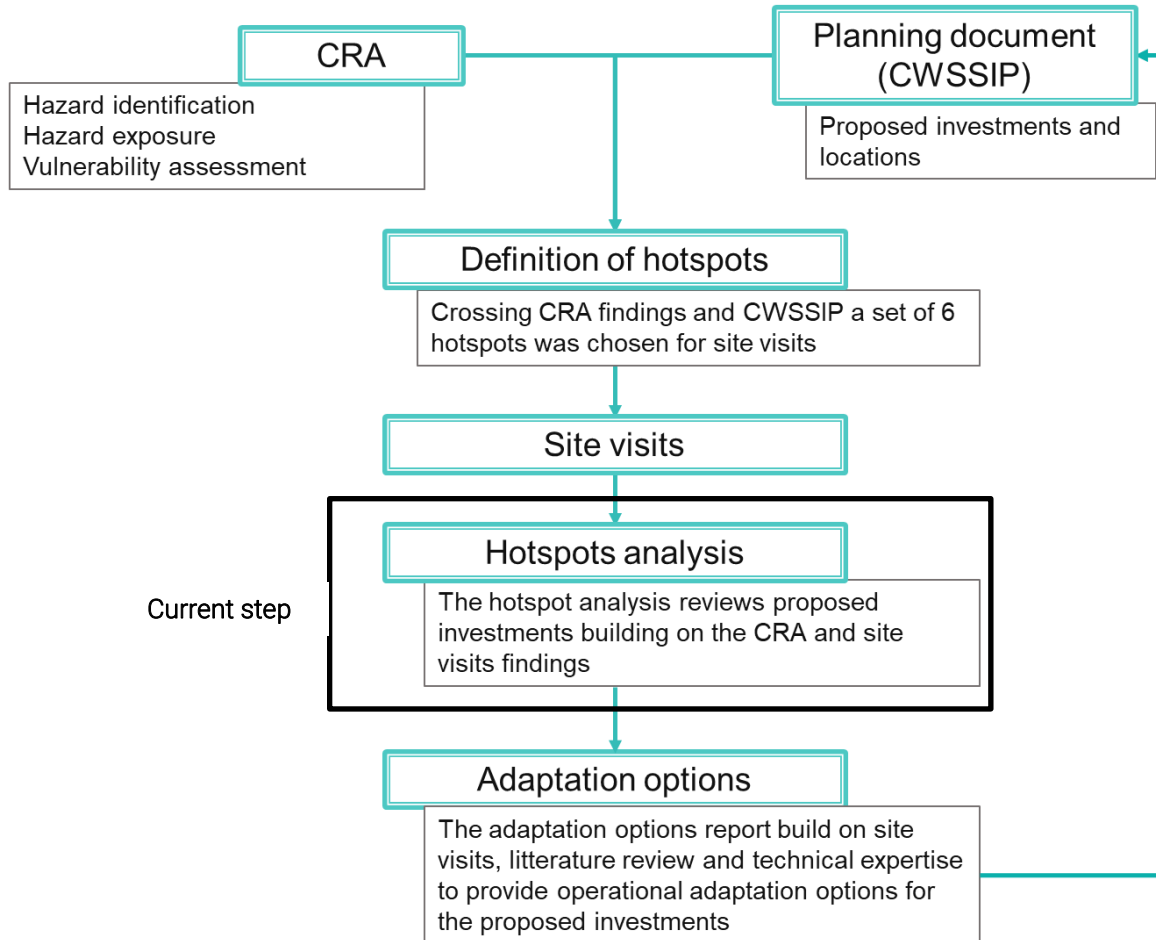 CRA
Hazard identification
Hazard exposure
Vulnerability assessment
Planning document
(CWSSIP)
Proposed investments and
locations
Definition of hotspots
Crossing CRA findings and CWSSIP a set of 6
hotspots was chosen for site visits
Site visits
Current step
Hotspots analysis
The hotspot analysis reviews proposed
investments building on the CRA and site
visits findings
Adaptation options
The adaptation options report build on site
visits, litterature review and technical expertise
to provide operational adaptation options for
the proposed investments